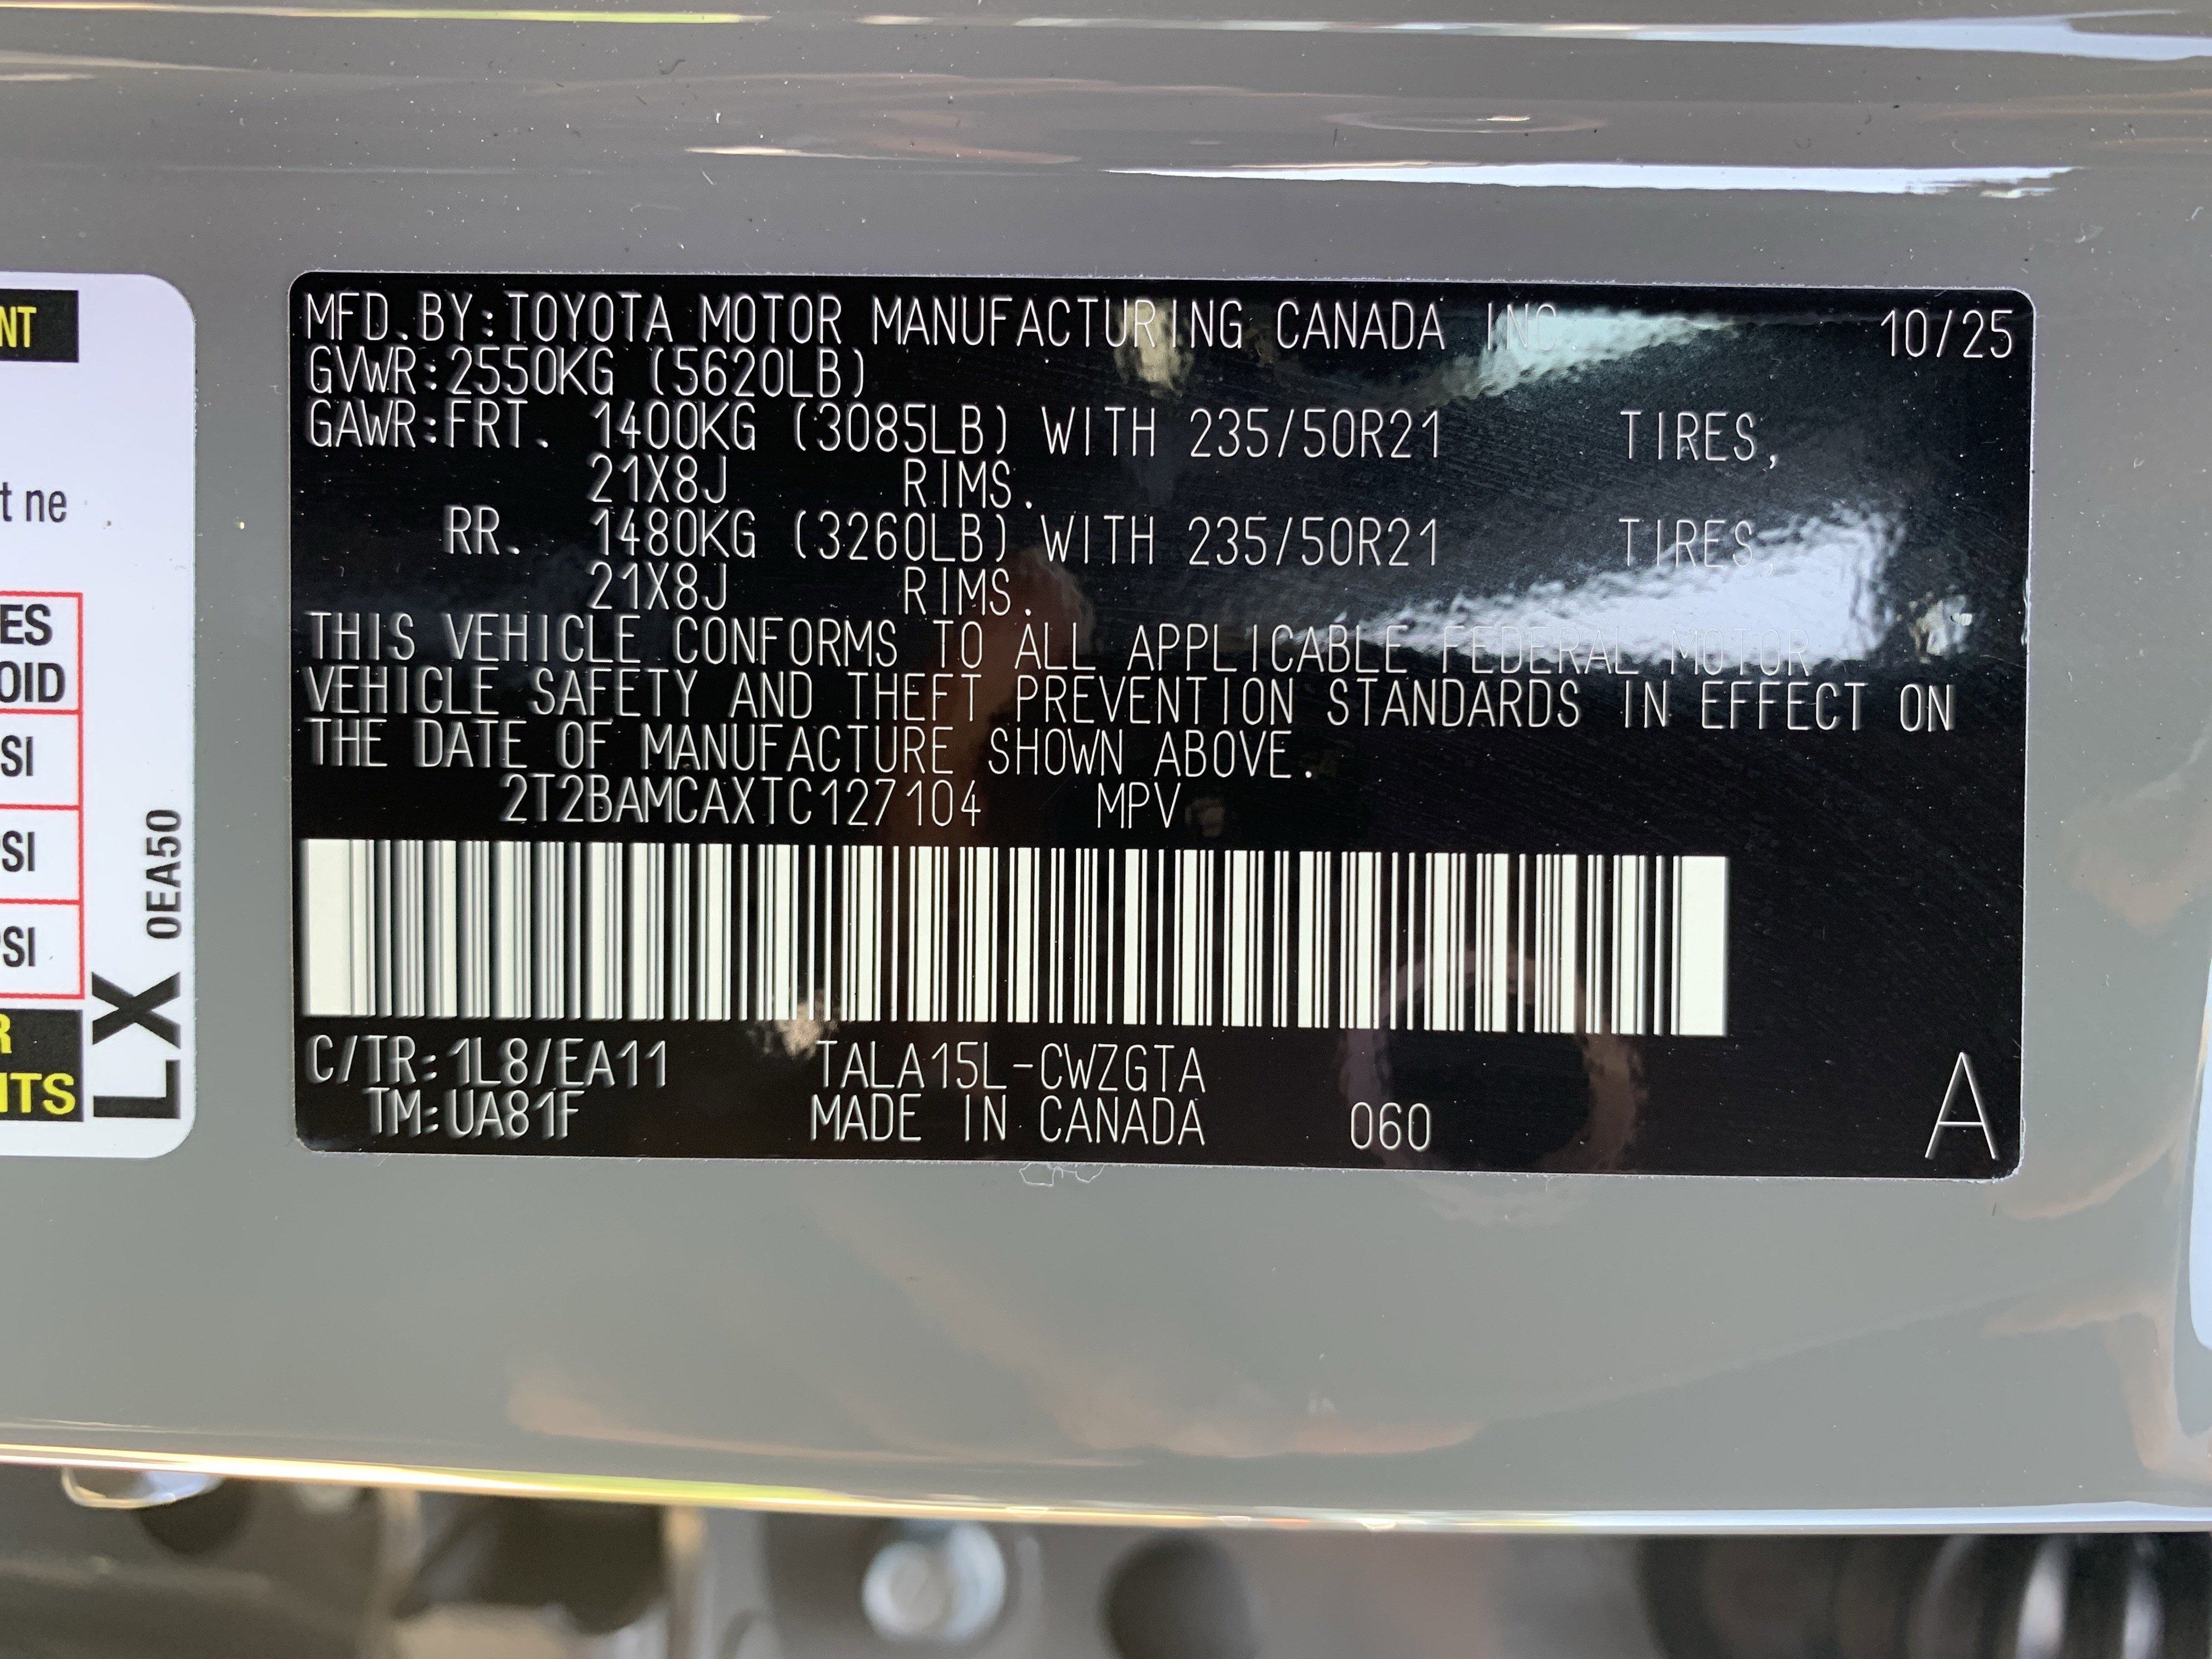 NT
t ne
ES
OID
SI
SI
SI
R
ITS
LX 0EA50
MFD.BY:TOYOTA MOTOR MANUFACTURING CANADA INC. 10/25
GVWR:2550KG (5620LB)
GAWR:FRT. 1400KG (3085LB) WITH 235/50R21 TIRES,
21X8J RIMS.
RR. 1480KG (3260LB) WITH 235/50R21 TIRES,
21X8J RIMS.
THIS VEHICLE CONFORMS TO ALL APPLICABLE FEDERAL MOTOR
VEHICLE SAFETY AND THEFT PREVENTION STANDARDS IN EFFECT ON
THE DATE OF MANUFACTURE SHOWN ABOVE.
2T2BAMCAXTC127104 MPV
C/TR:1L8/EA11 TALA15L-CWZGTA
TM:UA81F MADE IN CANADA 060 A